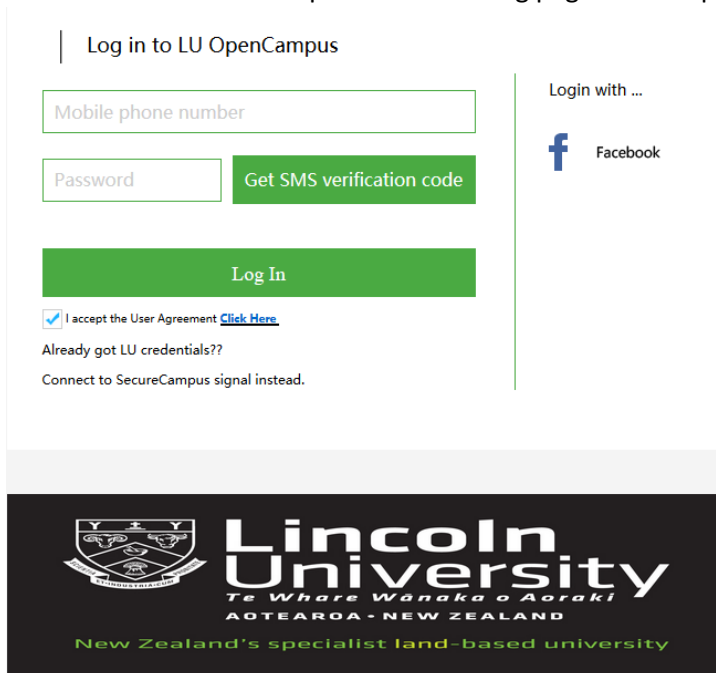 Log in to LU OpenCampus
Mobile phone number
Password
Get SMS verification code
Log In
I accept the User Agreement Click Here
Already got LU credentials??
Connect to SecureCampus signal instead.
Login with ...
Facebook
Lincoln
University
Te Whare Wānaka o Aoraki
AOTEAROA • NEW ZEALAND
New Zealand's specialist land-based university